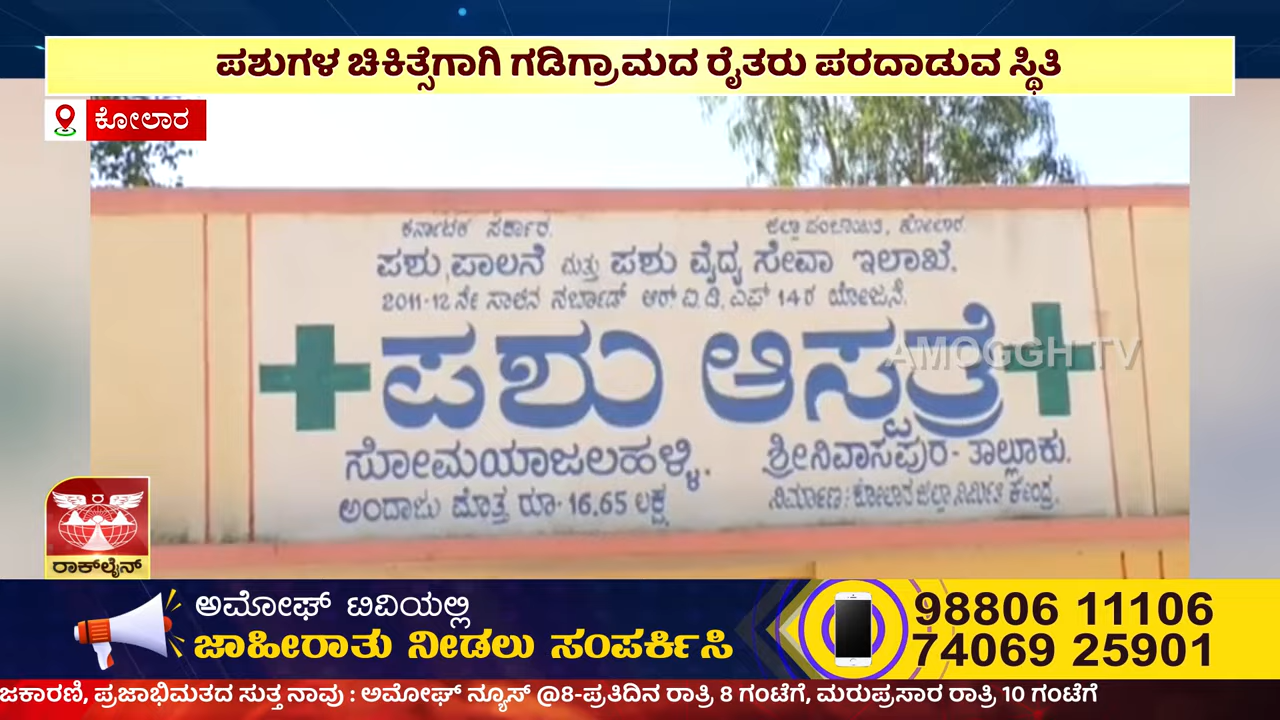 ಪಶುಗಳ ಚಿಕಿತ್ಸೆಗಾಗಿ ಗಡಿಗ್ರಾಮದ ರೈತರು ಪರದಾಡುವ ಸ್ಥಿತಿ
ಕೋಲಾರ
ಕರ್ನಾಟಕ ಸರ್ಕಾರ. ಜಿಲ್ಲಾ ಪಂಚಾಯಿತಿ, ಕೋಲಾರ.
ಪಶು ಪಾಲನೆ ಮತ್ತು ಪಶು ವೈದ್ಯ ಸೇವಾ ಇಲಾಖೆ.
2011-12 ನೇ ಸಾಲಿನ ನಬಾರ್ಡ್ ಆರ್.ಐ.ಡಿ.ಎಫ್ 14ರ ಯೋಜನೆ.
ಪಶು ಆಸ್ಪತ್ರೆ
AMOGGH TV
ಸೋಮಯಾಜಲಹಳ್ಳಿ. ಶ್ರೀನಿವಾಸಪುರ-ತಾಲ್ಲೂಕು.
ಅಂದಾಜು ಮೊತ್ತ ರೂ- 16.65 ಲಕ್ಷ ನಿರ್ಮಾಣ: ಕೋಲಾರ ಜಿಲ್ಲಾ ನಿರ್ಮಿತಿ ಕೇಂದ್ರ.
ರಾಕ್‌ಲೈನ್
ಅಮೋಘ್ ಟಿವಿಯಲ್ಲಿ
ಜಾಹೀರಾತು ನೀಡಲು ಸಂಪರ್ಕಿಸಿ
98806 11106
74069 25901
ಜಕಾರಣಿ, ಪ್ರಜಾಭಿಮತದ ಸುತ್ತ ನಾವು : ಅಮೋಘ್ ನ್ಯೂಸ್ @8-ಪ್ರತಿದಿನ ರಾತ್ರಿ 8 ಗಂಟೆಗೆ, ಮರುಪ್ರಸಾರ ರಾತ್ರಿ 10 ಗಂಟೆಗೆ